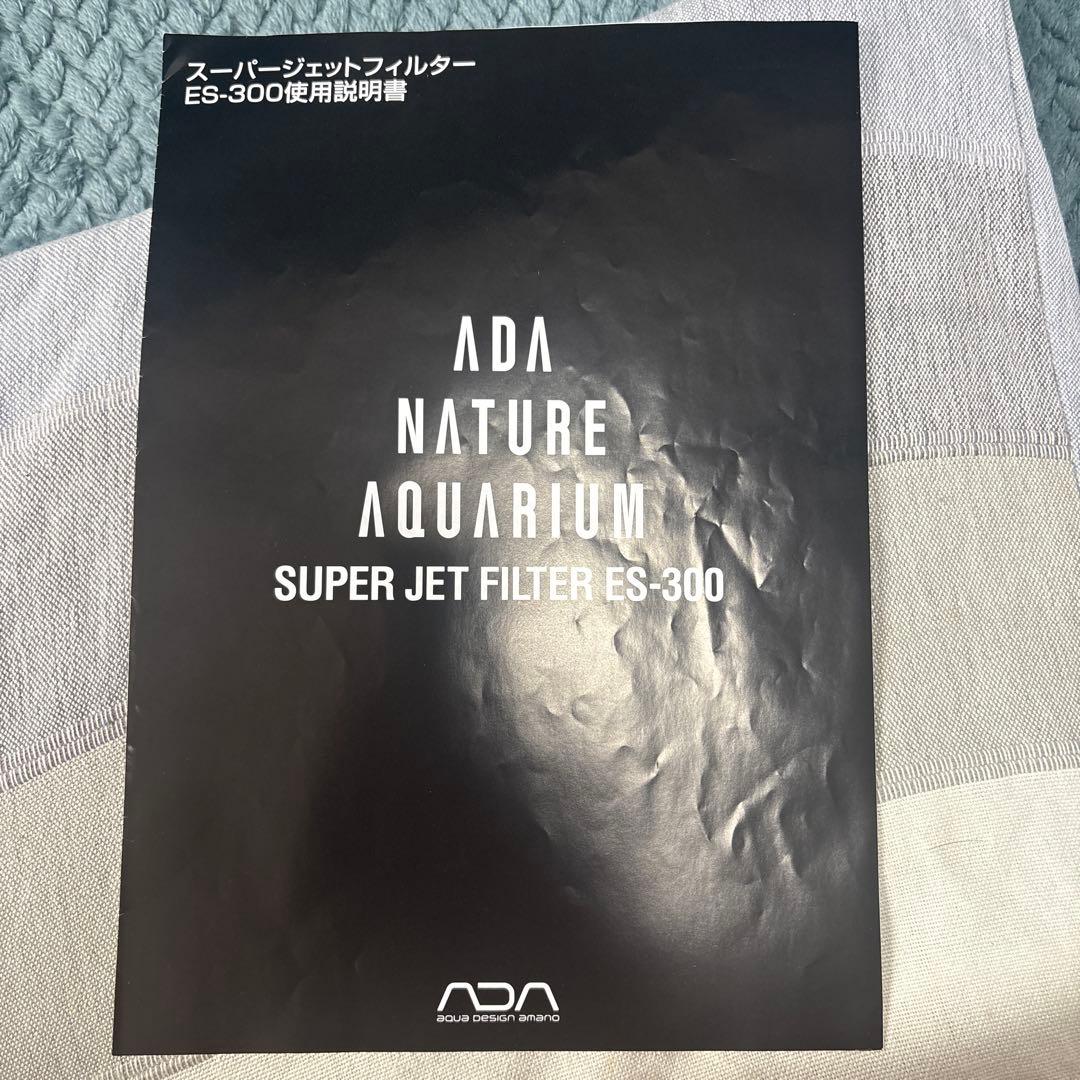 スーパージェットフィルター
ES-300使用説明書
ADA
NATURE
AQUARIUM
SUPER JET FILTER ES-300
ADA
aqua design amano